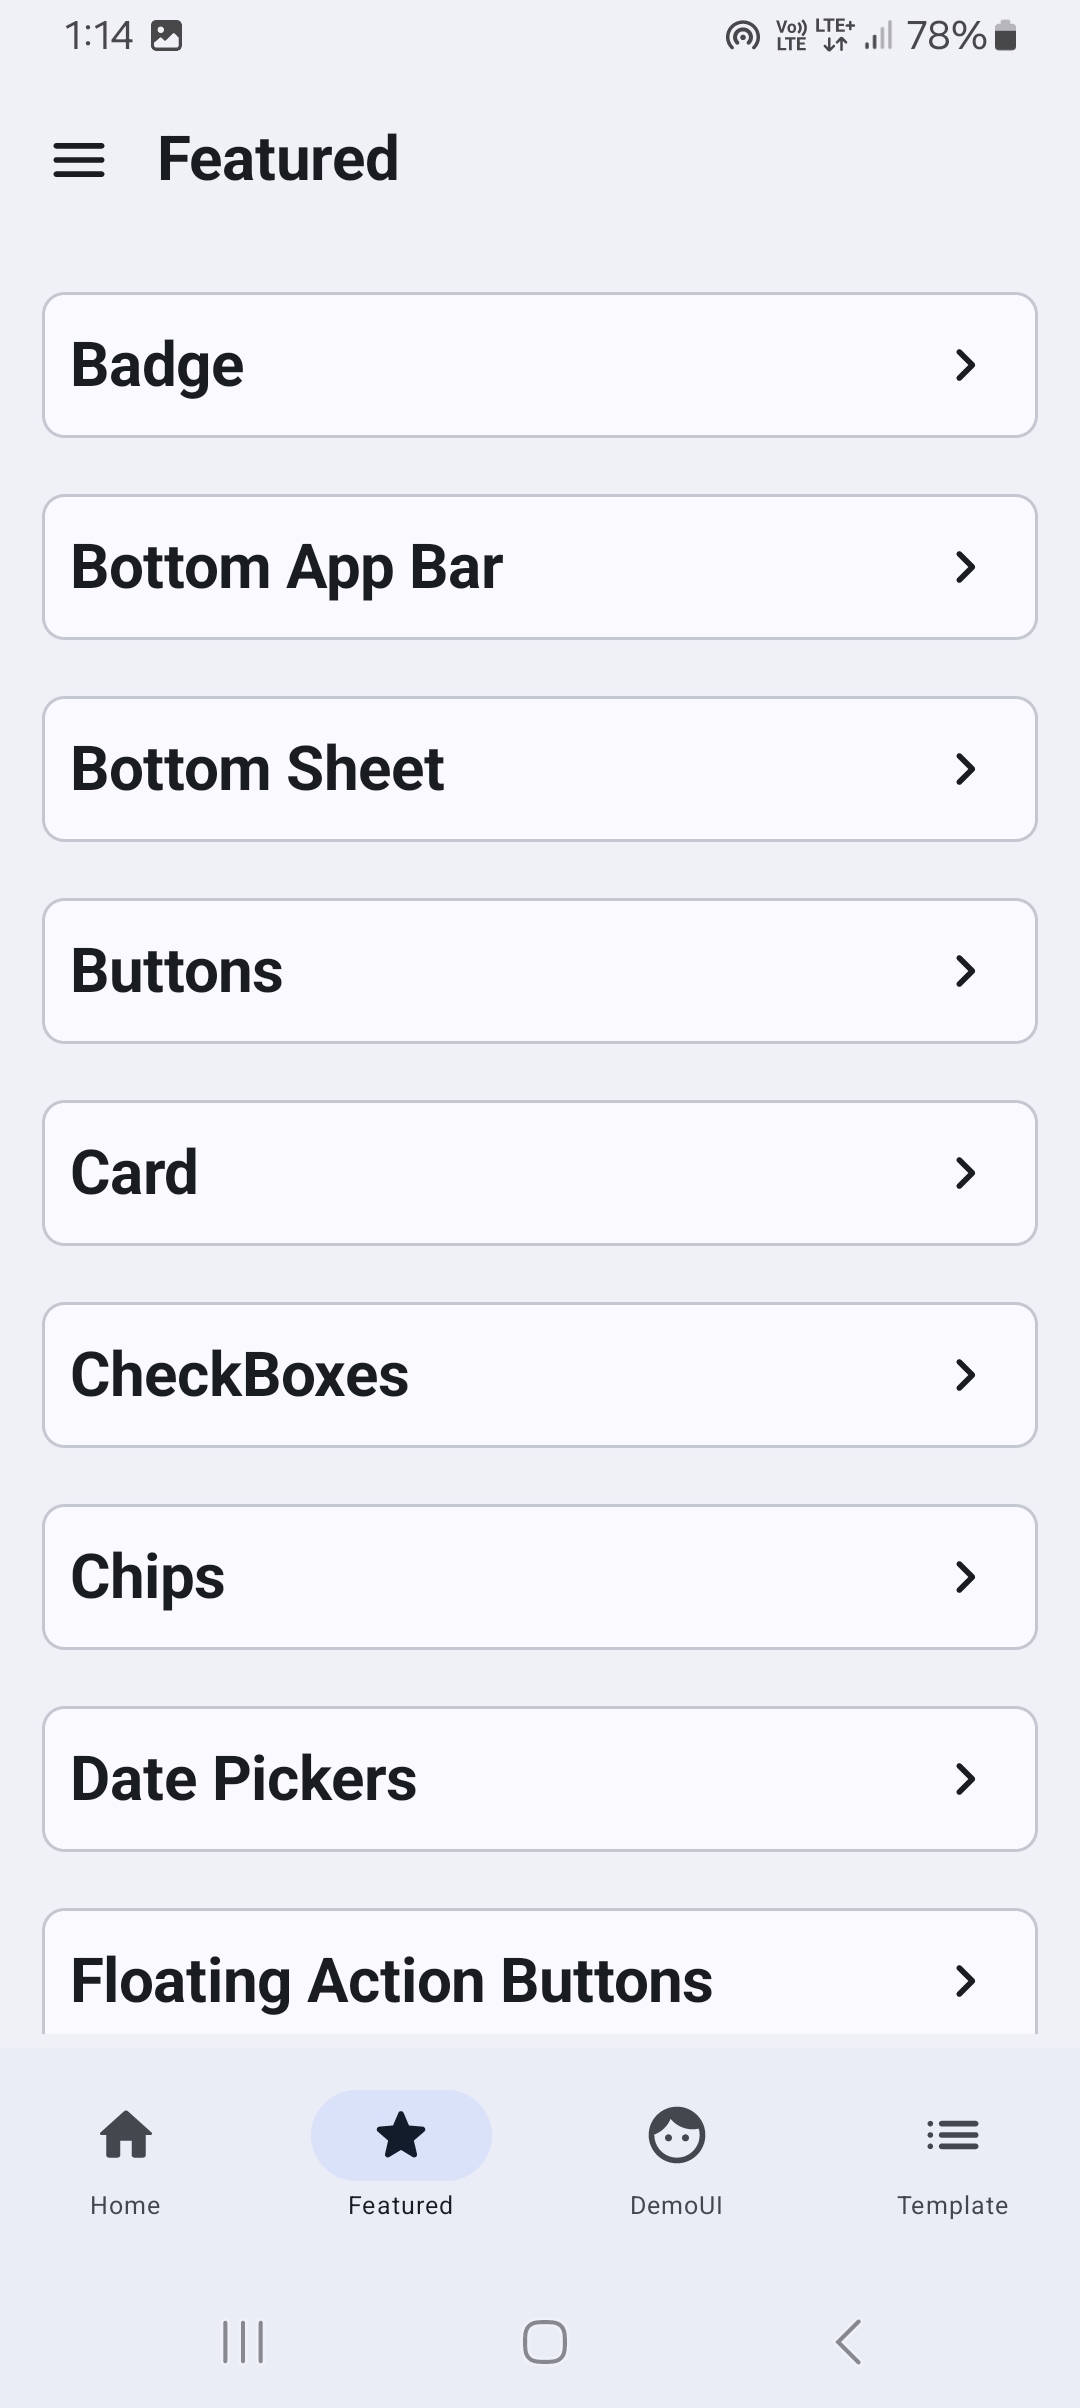 1:14
Vo)) LTE LTE+ 78%
Featured
Badge
Bottom App Bar
Bottom Sheet
Buttons
Card
CheckBoxes
Chips
Date Pickers
Floating Action Buttons
Home
Featured
DemoUI
Template